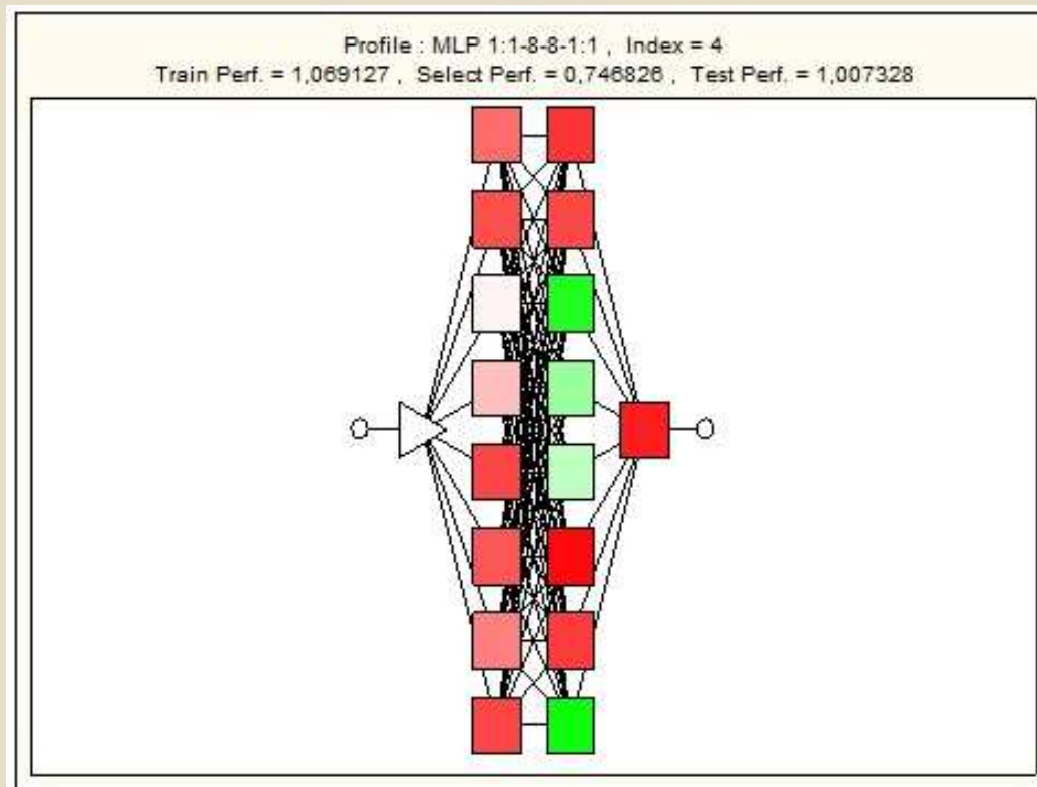 Profile : MLP 1:1-8-8-1:1 , Index = 4
Train Perf. = 1,069127 , Select Perf. = 0,746826 , Test Perf. = 1,007328